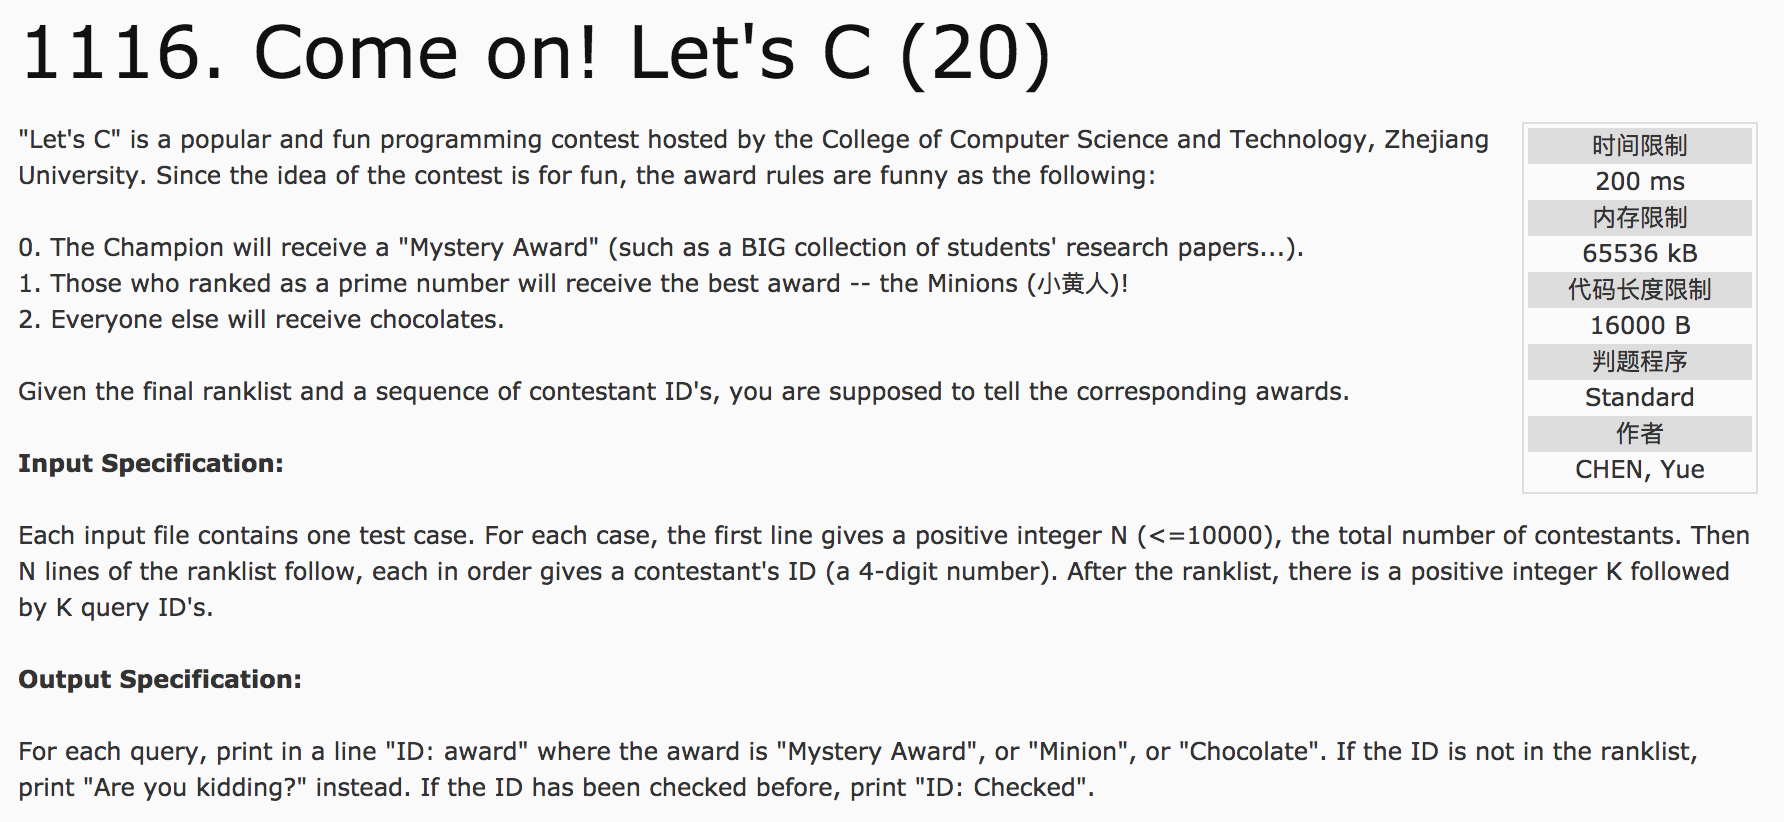 1116. Come on! Let's C (20)
"Let's C" is a popular and fun programming contest hosted by the College of Computer Science and Technology, Zhejiang
University. Since the idea of the contest is for fun, the award rules are funny as the following:
0. The Champion will receive a "Mystery Award" (such as a BIG collection of students' research papers...).
1. Those who ranked as a prime number will receive the best award -- the Minions (小黄人)!
2. Everyone else will receive chocolates.
Given the final ranklist and a sequence of contestant ID's, you are supposed to tell the corresponding awards.
时间限制
200 ms
内存限制
65536 kB
代码长度限制
16000 B
判题程序
Standard
作者
CHEN, Yue
Input Specification:
Each input file contains one test case. For each case, the first line gives a positive integer N (<=10000), the total number of contestants. Then
N lines of the ranklist follow, each in order gives a contestant's ID (a 4-digit number). After the ranklist, there is a positive integer K followed
by K query ID's.
Output Specification:
For each query, print in a line "ID: award" where the award is "Mystery Award", or "Minion", or "Chocolate". If the ID is not in the ranklist,
print "Are you kidding?" instead. If the ID has been checked before, print "ID: Checked".